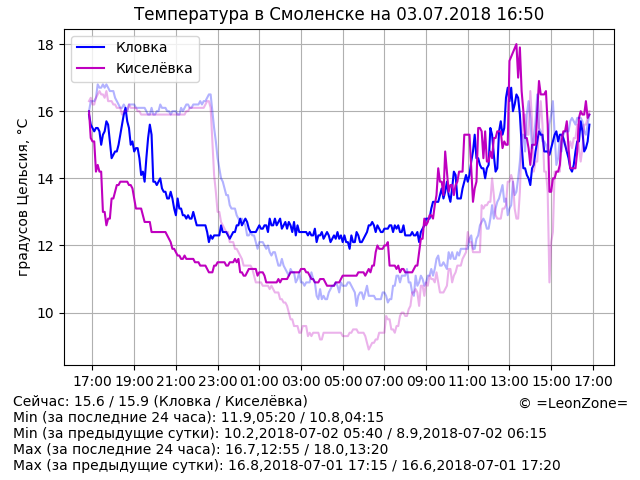 Температура в Смоленске на 03.07.2018 16:50
Кловка
Киселёвка
градусов Цельсия, °C
18
16
14
12
10
17:00 19:00 21:00 23:00 01:00 03:00 05:00 07:00 09:00 11:00 13:00 15:00 17:00
Сейчас: 15.6 / 15.9 (Кловка / Киселёвка)
© =LeonZone=
Min (за последние 24 часа): 11.9,05:20 / 10.8,04:15
Min (за предыдущие сутки): 10.2,2018-07-02 05:40 / 8.9,2018-07-02 06:15
Max (за последние 24 часа): 16.7,12:55 / 18.0,13:20
Max (за предыдущие сутки): 16.8,2018-07-01 17:15 / 16.6,2018-07-01 17:20